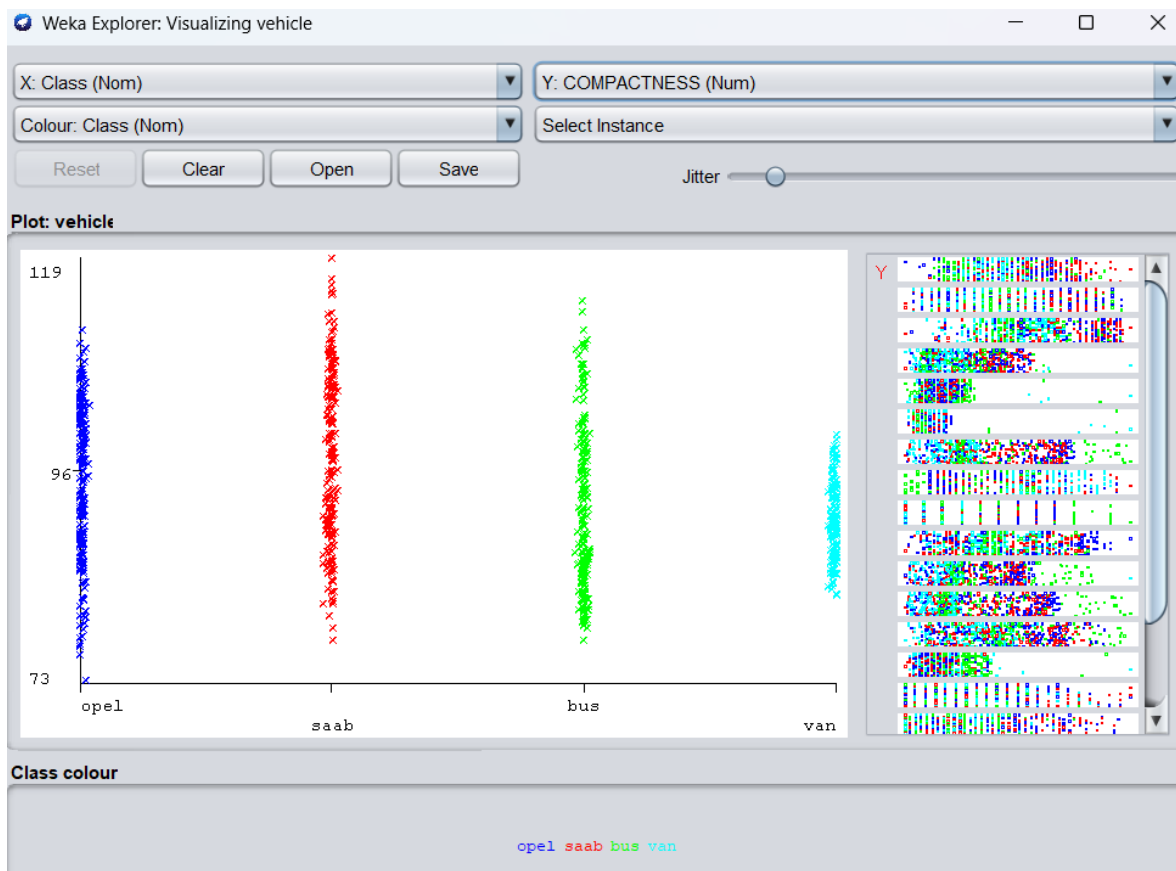 Weka Explorer: Visualizing vehicle
X: Class (Nom) Y: COMPACTNESS (Num)
Colour: Class (Nom) Select Instance
Reset Clear Open Save Jitter
Plot: vehicle
119
96
73
opel saab bus van
Y
Class colour
opel saab bus van